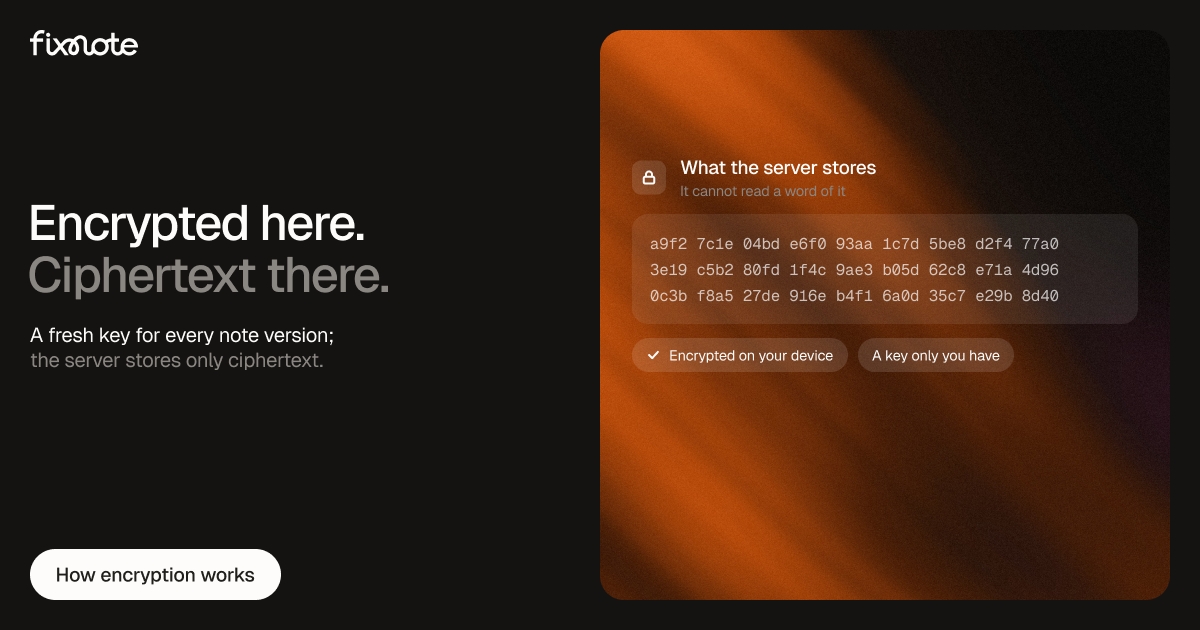 fixnote
Encrypted here.
Ciphertext there.
A fresh key for every note version;
the server stores only ciphertext.
How encryption works
What the server stores
It cannot read a word of it
a9f2 7c1e 04bd e6f0 93aa 1c7d 5be8 d2f4 77a0
3e19 c5b2 80fd 1f4c 9ae3 b05d 62c8 e71a 4d96
0c3b f8a5 27de 916e b4f1 6a0d 35c7 e29b 8d40
Encrypted on your device
A key only you have